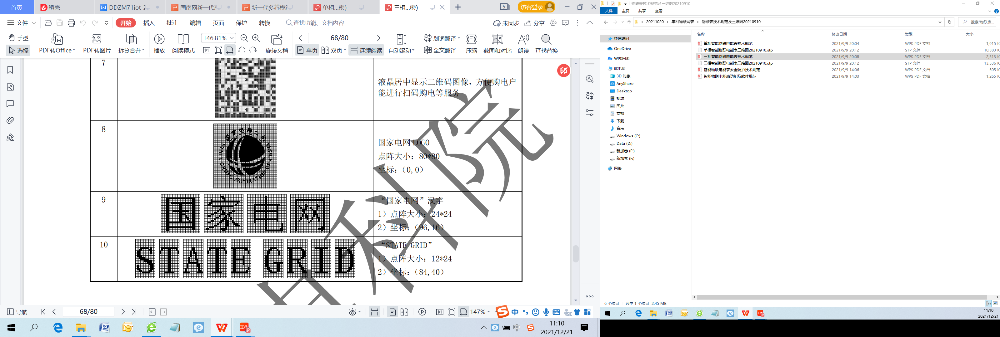 首页
稻壳
DDZM71iot-Z
国南网新一代产
新一代多芯模组
单相...密)
三相...密)
5
访客登录
文件
开始
插入
批注
编辑
页面
保护
转换
查找功能、文档内容
未同步
分享
手型
选择
PDF转Office
PDF转图片
拆分合并
播放
阅读模式
146.81%
旋转文档
68/80
单页
双页
连续阅读
自动滚动
划词翻译
全文翻译
压缩
截图和对比
朗读
查找替换
7
液晶居中显示二维码图像，方便购电户
能进行扫码购电等服务
8
国家电网 LOGO
点阵大小：80*80
坐标：（0,0）
9
国家电网
“国家电网”汉字
1）点阵大小：24*24
2）坐标：（96,16）
10
STATE GRID
“STATE GRID”
1）点阵大小：12*24
2）坐标：（84,40）
科院
导航
68/80
147%
中
11:10
2021/12/21
物联表技术规范及三维图20210910
文件
主页
共享
查看
20211020 › 单相物联网表 › 物联表技术规范及三维图20210910
搜索"物联表...
名称
修改日期
类型
大小
快速访问
OneDrive
WPS网盘
此电脑
3D 对象
AnyShare
Desktop
视频
图片
文档
下载
音乐
Windows (C:)
Data (D:)
新加卷 (E:)
新加卷 (F:)
网络
单相智能物联电能表技术规范 2021/9/9 20:04 WPS PDF 文档 1,915 K
单相智能物联电能表三维图20210910.stp 2021/9/9 20:12 STP 文件 10,383 K
三相智能物联电能表技术规范 2021/9/9 20:08 WPS PDF 文档 2,513 K
三相智能物联电能表三维图20210910.stp 2021/9/9 20:12 STP 文件 13,536 K
智能物联电能表安全防护技术规范 2021/9/9 14:06 WPS PDF 文档 505 K
智能物联电能表功能及软件规范 2021/9/9 14:03 WPS PDF 文档 1,265 K
6 个项目 选中 1 个项目 2.45 MB
11:10
2021/12/21